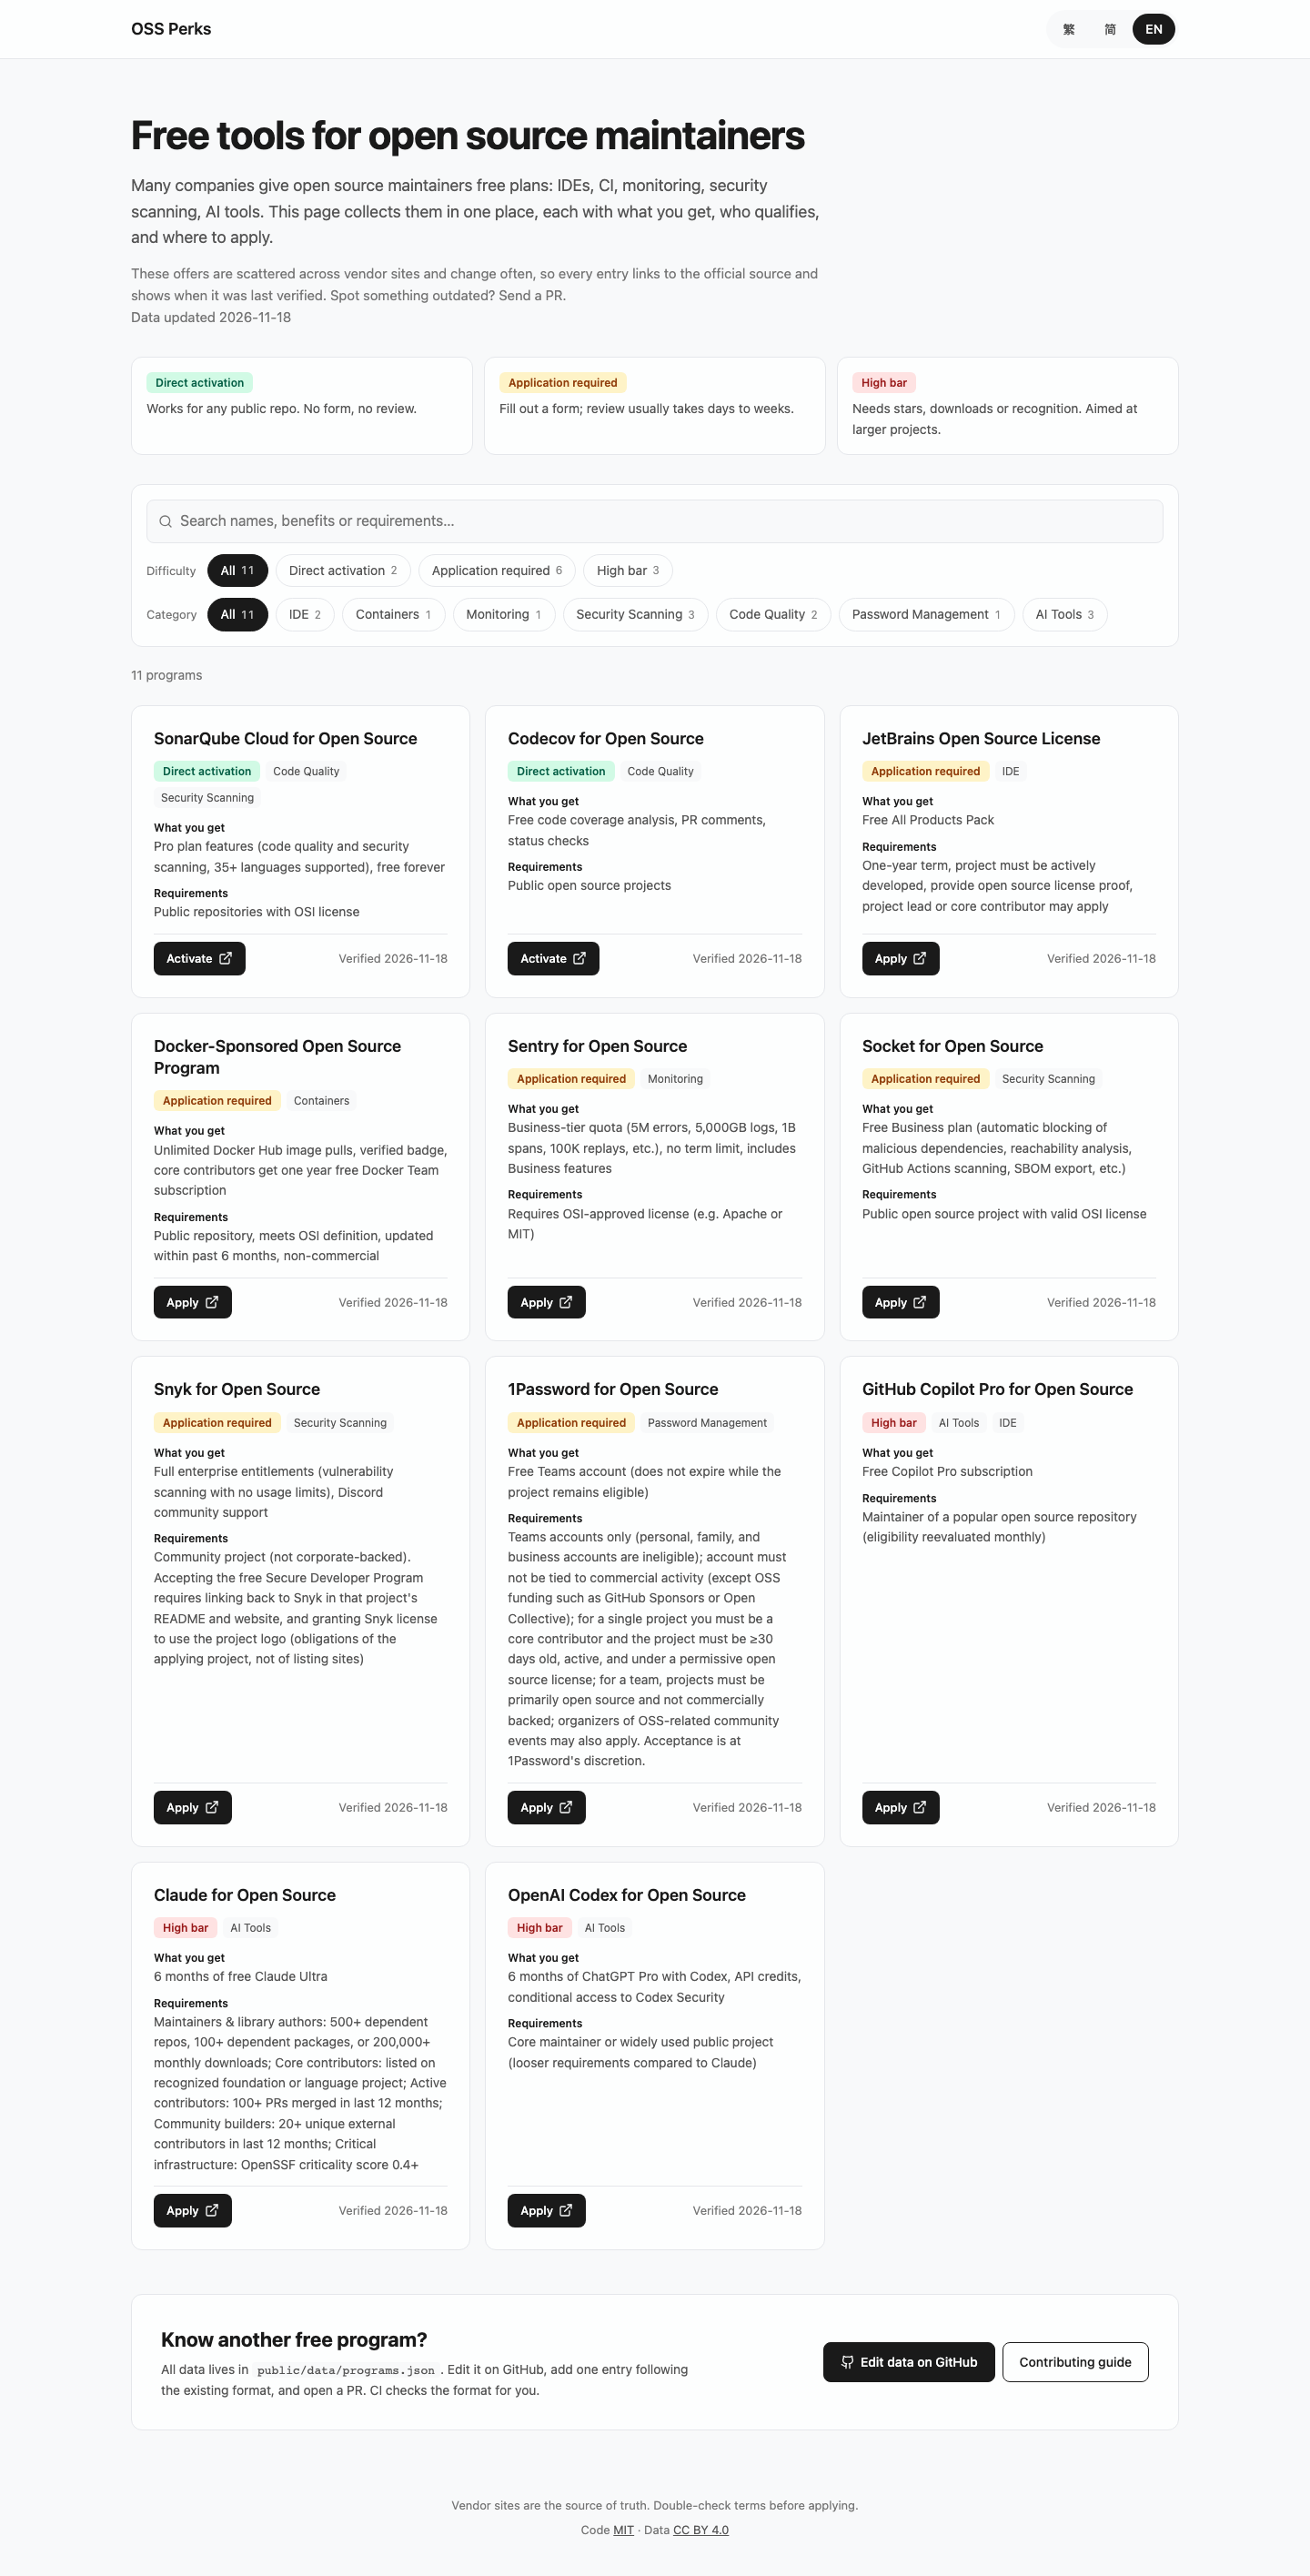 OSS Perks
繁 简 EN
Free tools for open source maintainers
Many companies give open source maintainers free plans: IDEs, CI, monitoring, security
scanning, AI tools. This page collects them in one place, each with what you get, who qualifies,
and where to apply.
These offers are scattered across vendor sites and change often, so every entry links to the official source and
shows when it was last verified. Spot something outdated? Send a PR.
Data updated 2026-11-18
Direct activation
Works for any public repo. No form, no review.
Application required
Fill out a form; review usually takes days to weeks.
High bar
Needs stars, downloads or recognition. Aimed at
larger projects.
Search names, benefits or requirements...
Difficulty All 11 Direct activation 2 Application required 6 High bar 3
Category All 11 IDE 2 Containers 1 Monitoring 1 Security Scanning 3 Code Quality 2 Password Management 1 AI Tools 3
11 programs
SonarQube Cloud for Open Source
Direct activation Code Quality
Security Scanning
What you get
Pro plan features (code quality and security
scanning, 35+ languages supported), free forever
Requirements
Public repositories with OSI license
Activate Verified 2026-11-18
Codecov for Open Source
Direct activation Code Quality
What you get
Free code coverage analysis, PR comments,
status checks
Requirements
Public open source projects
Activate Verified 2026-11-18
JetBrains Open Source License
Application required IDE
What you get
Free All Products Pack
Requirements
One-year term, project must be actively
developed, provide open source license proof,
project lead or core contributor may apply
Apply Verified 2026-11-18
Docker-Sponsored Open Source
Program
Application required Containers
What you get
Unlimited Docker Hub image pulls, verified badge,
core contributors get one year free Docker Team
subscription
Requirements
Public repository, meets OSI definition, updated
within past 6 months, non-commercial
Apply Verified 2026-11-18
Sentry for Open Source
Application required Monitoring
What you get
Business-tier quota (5M errors, 5,000GB logs, 1B
spans, 100K replays, etc.), no term limit, includes
Business features
Requirements
Requires OSI-approved license (e.g. Apache or
MIT)
Apply Verified 2026-11-18
Socket for Open Source
Application required Security Scanning
What you get
Free Business plan (automatic blocking of
malicious dependencies, reachability analysis,
GitHub Actions scanning, SBOM export, etc.)
Requirements
Public open source project with valid OSI license
Apply Verified 2026-11-18
Snyk for Open Source
Application required Security Scanning
What you get
Full enterprise entitlements (vulnerability
scanning with no usage limits), Discord
community support
Requirements
Community project (not corporate-backed).
Accepting the free Secure Developer Program
requires linking back to Snyk in that project's
README and website, and granting Snyk license
to use the project logo (obligations of the
applying project, not of listing sites)
Apply Verified 2026-11-18
1Password for Open Source
Application required Password Management
What you get
Free Teams account (does not expire while the
project remains eligible)
Requirements
Teams accounts only (personal, family, and
business accounts are ineligible); account must
not be tied to commercial activity (except OSS
funding such as GitHub Sponsors or Open
Collective); for a single project you must be a
core contributor and the project must be ≥30
days old, active, and under a permissive open
source license; for a team, projects must be
primarily open source and not commercially
backed; organizers of OSS-related community
events may also apply. Acceptance is at
1Password's discretion.
Apply Verified 2026-11-18
GitHub Copilot Pro for Open Source
High bar AI Tools IDE
What you get
Free Copilot Pro subscription
Requirements
Maintainer of a popular open source repository
(eligibility reevaluated monthly)
Apply Verified 2026-11-18
Claude for Open Source
High bar AI Tools
What you get
6 months of free Claude Ultra
Requirements
Maintainers & library authors: 500+ dependent
repos, 100+ dependent packages, or 200,000+
monthly downloads; Core contributors: listed on
recognized foundation or language project; Active
contributors: 100+ PRs merged in last 12 months;
Community builders: 20+ unique external
contributors in last 12 months; Critical
infrastructure: OpenSSF criticality score 0.4+
Apply Verified 2026-11-18
OpenAI Codex for Open Source
High bar AI Tools
What you get
6 months of ChatGPT Pro with Codex, API credits,
conditional access to Codex Security
Requirements
Core maintainer or widely used public project
(looser requirements compared to Claude)
Apply Verified 2026-11-18
Know another free program?
All data lives in public/data/programs.json. Edit it on GitHub, add one entry following
the existing format, and open a PR. CI checks the format for you.
Edit data on GitHub Contributing guide
Vendor sites are the source of truth. Double-check terms before applying.
Code MIT · Data CC BY 4.0